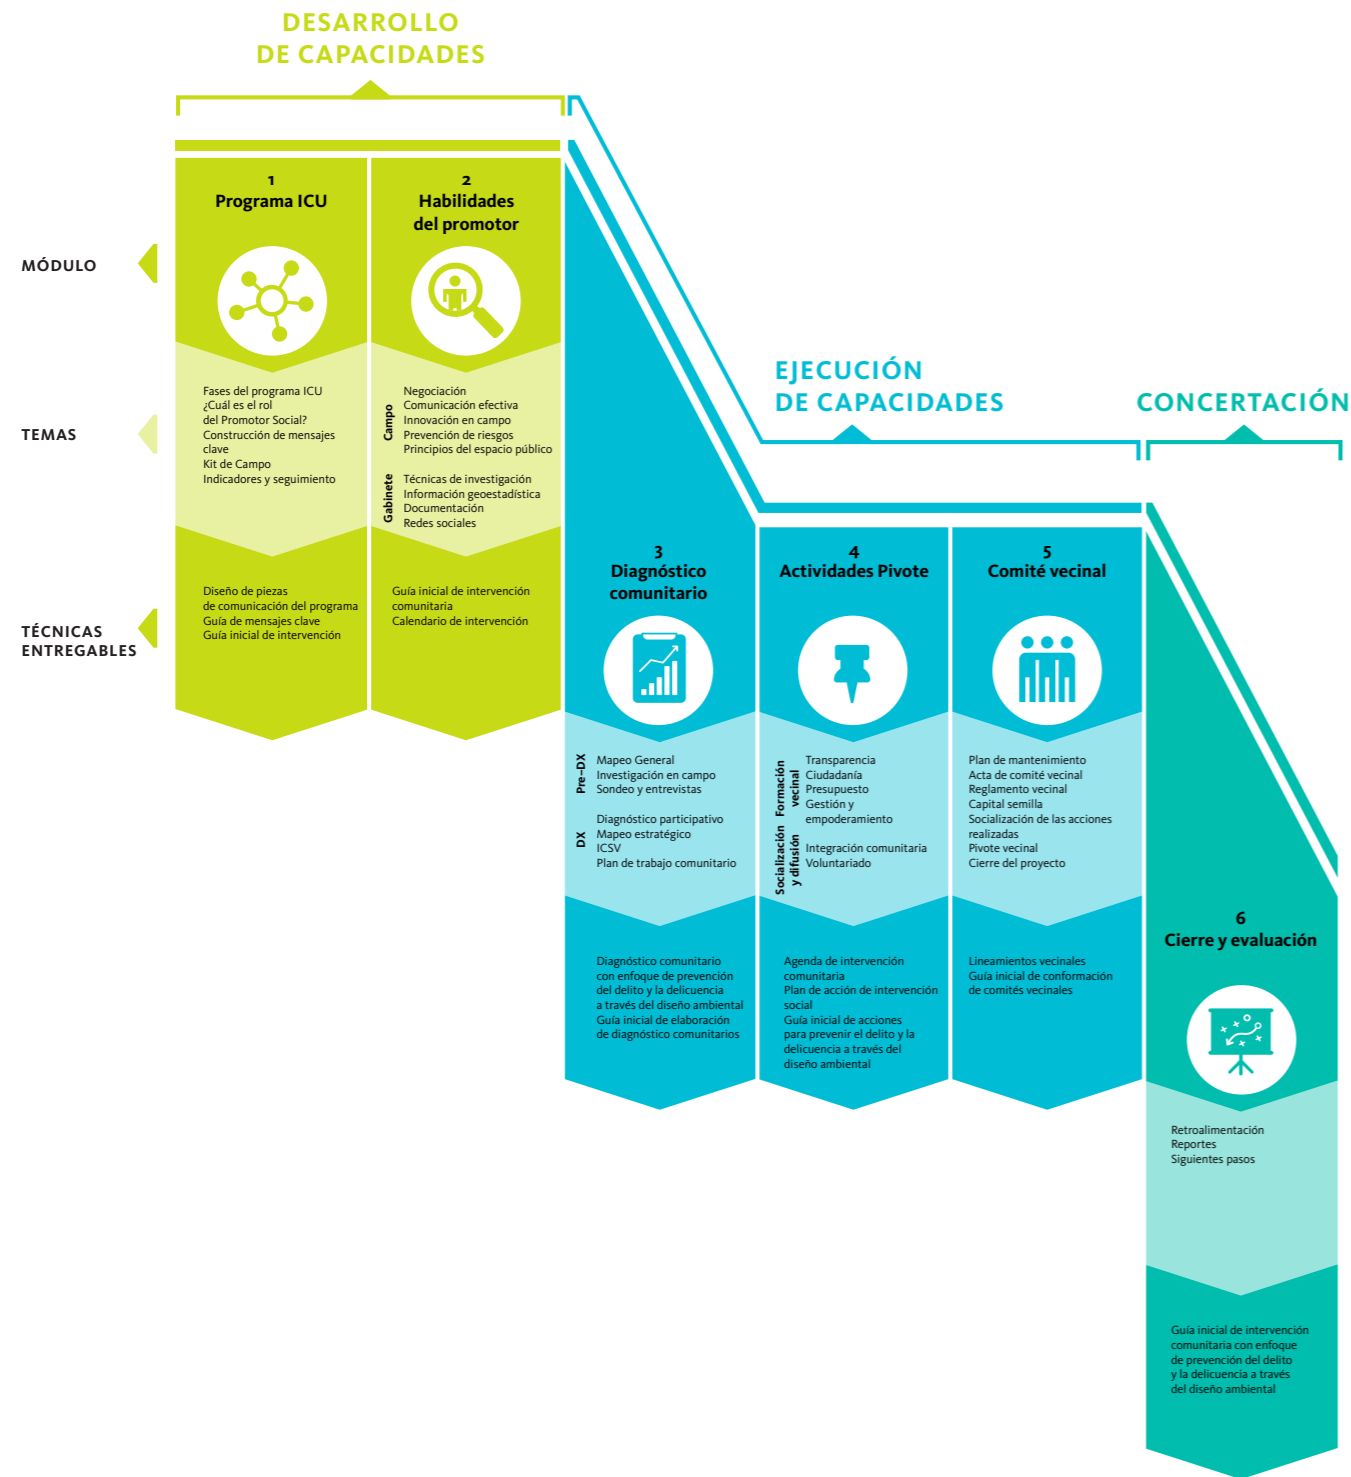 DESARROLLO
DE CAPACIDADES
MÓDULO
TEMAS
TÉCNICAS
ENTREGABLES
1
Programa ICU
Fases del programa ICU
¿Cuál es el rol
del Promotor Social?
Construcción de mensajes
clave
Kit de Campo
Indicadores y seguimiento
Diseño de piezas
de comunicación del programa
Guía de mensajes clave
Guía inicial de intervención
2
Habilidades
del promotor
Campo
Negociación
Comunicación efectiva
Innovación en campo
Prevención de riesgos
Principios del espacio público
Gabinete
Técnicas de investigación
Información geoestadística
Documentación
Redes sociales
Guía inicial de intervención
comunitaria
Calendario de intervención
EJECUCIÓN
DE CAPACIDADES
3
Diagnóstico
comunitario
Pre–DX
Mapeo General
Investigación en campo
Sondeo y entrevistas
DX
Diagnóstico participativo
Mapeo estratégico
ICSV
Plan de trabajo comunitario
Diagnóstico comunitario
con enfoque de prevención
del delito y la delicuencia
a través del diseño ambiental
Guía inicial de elaboración
de diagnóstico comunitarios
4
Actividades Pivote
Formación
vecinal
Transparencia
Ciudadanía
Presupuesto
Gestión y
empoderamiento
Socialización
y difusión
Integración comunitaria
Voluntariado
Agenda de intervención
comunitaria
Plan de acción de intervención
social
Guía inicial de acciones
para prevenir el delito y la
delicuencia a través del
diseño ambiental
5
Comité vecinal
Plan de mantenimiento
Acta de comité vecinal
Reglamento vecinal
Capital semilla
Socialización de las acciones
realizadas
Pivote vecinal
Cierre del proyecto
Lineamientos vecinales
Guía inicial de conformación
de comités vecinales
CONCERTACIÓN
6
Cierre y evaluación
Retroalimentación
Reportes
Siguientes pasos
Guía inicial de intervención
comunitaria con enfoque
de prevención del delito
y la delicuencia a través
del diseño ambiental